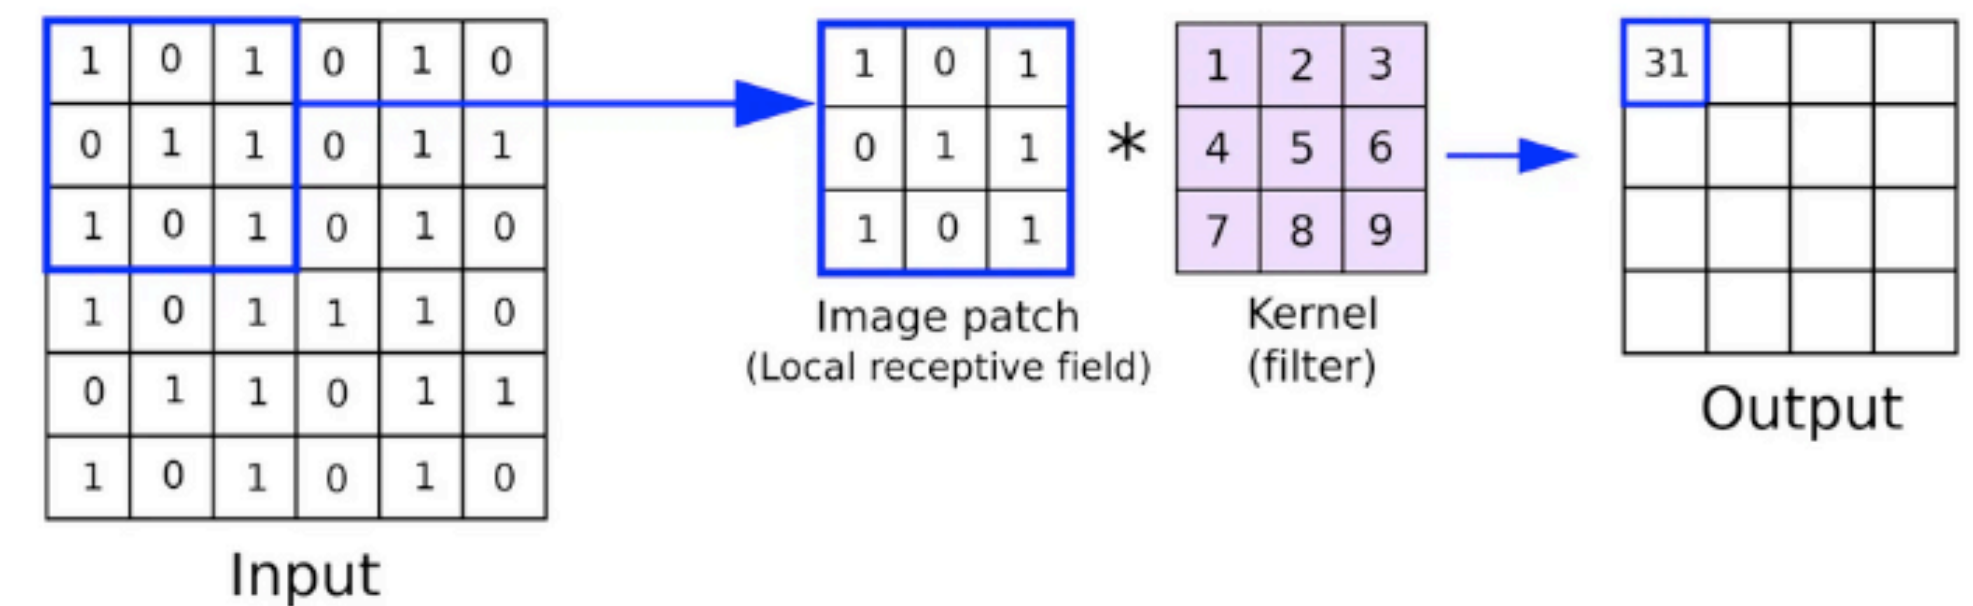 1 0 1 0 1 0
0 1 1 0 1 1
1 0 1 0 1 0
1 0 1 1 1 0
0 1 1 0 1 1
1 0 1 0 1 0
Input
1 0 1
0 1 1
1 0 1
Image patch
(Local receptive field)
*
1 2 3
4 5 6
7 8 9
Kernel
(filter)
31
Output